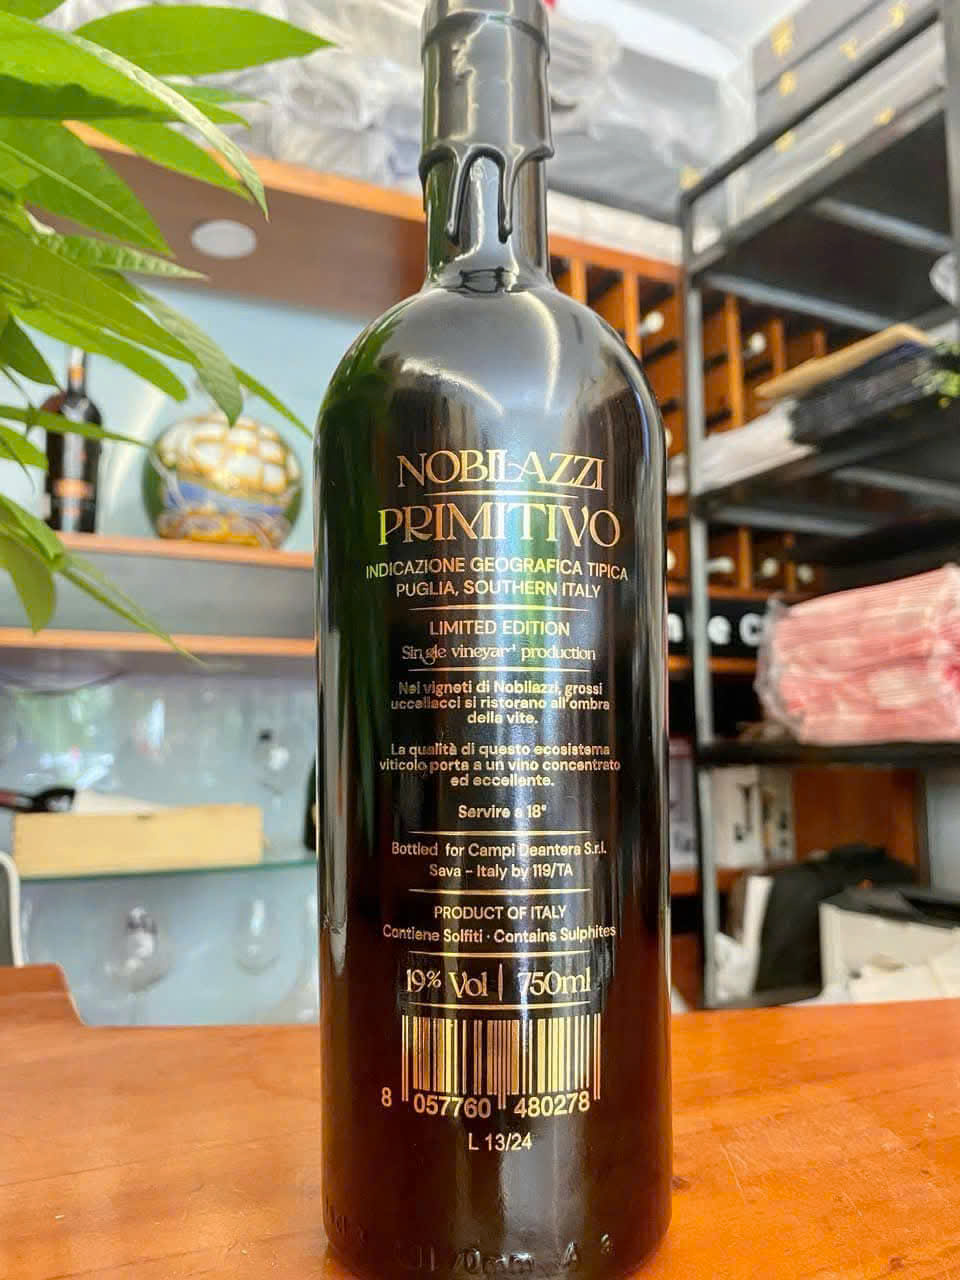 NOBILAZZI
PRIMITIVO
INDICAZIONE GEOGRAFICA TIPICA
PUGLIA, SOUTHERN ITALY
LIMITED EDITION
Single vineyard production
Nei vigneti di Nobilazzi, grossi
uccellacci si ristorano all'ombra
della vite.
La qualità di questo ecosistema
viticolo porta a un vino concentrato
ed eccellente.
Servire a 18°
Bottled for Campi Deantera S.r.l.
Sava - Italy by 119/TA
PRODUCT OF ITALY
Contiene Solfiti · Contains Sulphites
19% Vol | 750ml
8 057760 480278
L 13/24